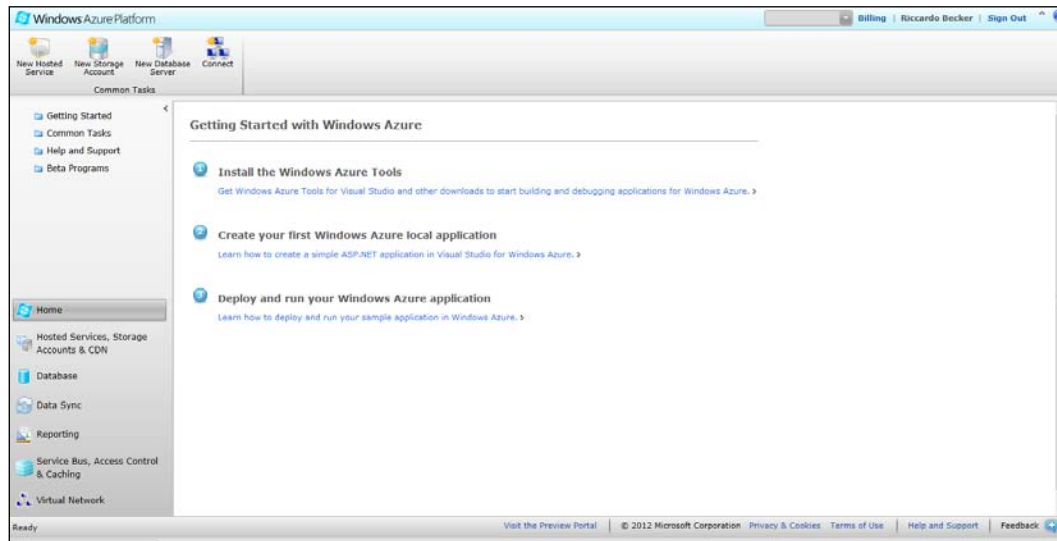 Windows Azure Platform
Billing | Riccardo Becker | Sign Out
New Hosted Service
New Storage Account
New Database Server
Connect
Common Tasks
Getting Started
Common Tasks
Help and Support
Beta Programs
Getting Started with Windows Azure
1 Install the Windows Azure Tools
Get Windows Azure Tools for Visual Studio and other downloads to start building and debugging applications for Windows Azure. >
2 Create your first Windows Azure local application
Learn how to create a simple ASP.NET application in Visual Studio for Windows Azure. >
3 Deploy and run your Windows Azure application
Learn how to deploy and run your sample application in Windows Azure. >
Home
Hosted Services, Storage
Accounts & CDN
Database
Data Sync
Reporting
Service Bus, Access Control
& Caching
Virtual Network
Ready
Visit the Preview Portal | © 2012 Microsoft Corporation Privacy & Cookies Terms of Use | Help and Support | Feedback